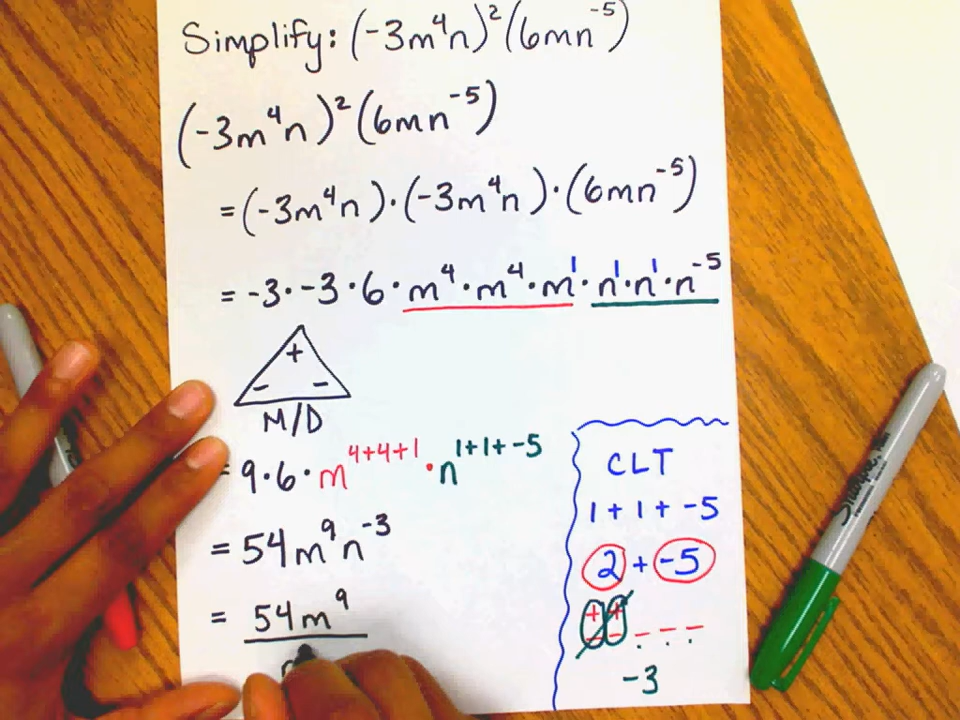 Simplify: (-3m⁴n)²(6mn⁻⁵)
(-3m⁴n)²(6mn⁻⁵)
= (-3m⁴n)·(-3m⁴n)·(6mn⁻⁵)
= -3·-3·6·m⁴·m⁴·m¹·n¹·n¹·n⁻⁵
+
- -
M/D
= 9·6·m⁴⁺⁴⁺¹·n¹⁺¹⁺⁻⁵
= 54m⁹n⁻³
= 54m⁹
CLT
1 + 1 + -5
2 + -5
+ +
- - - - -
-3
Sharpie